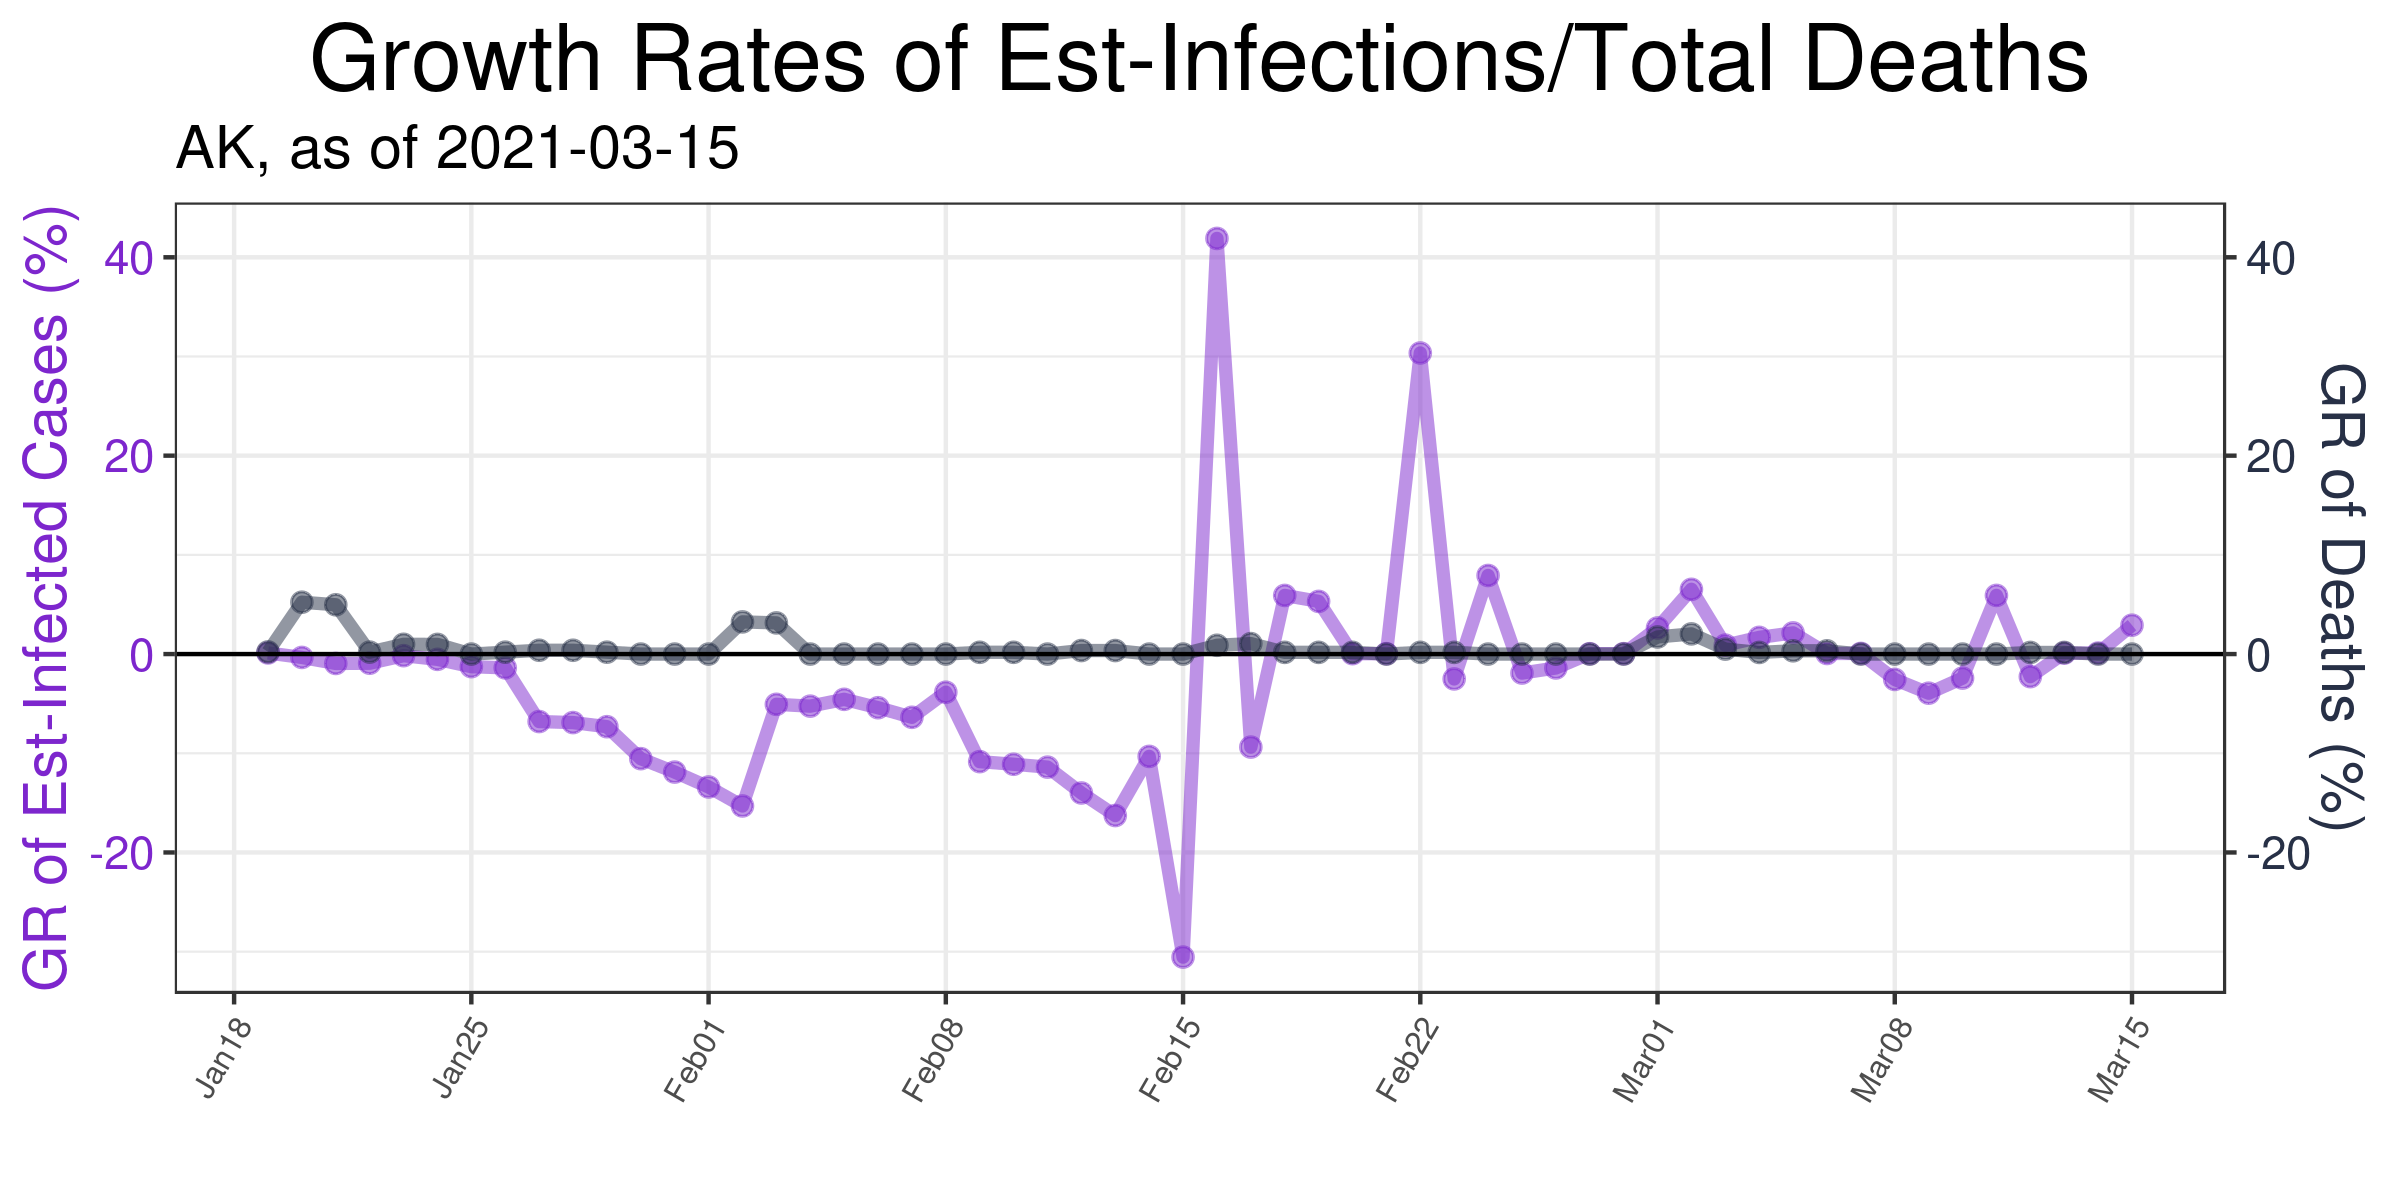 Growth Rates of Est-Infections/Total Deaths
AK, as of 2021-03-15
GR of Est-Infected Cases (%)
40
20
0
-20
40
20
0
-20
GR of Deaths (%)
Jan18
Jan25
Feb01
Feb08
Feb15
Feb22
Mar01
Mar08
Mar15